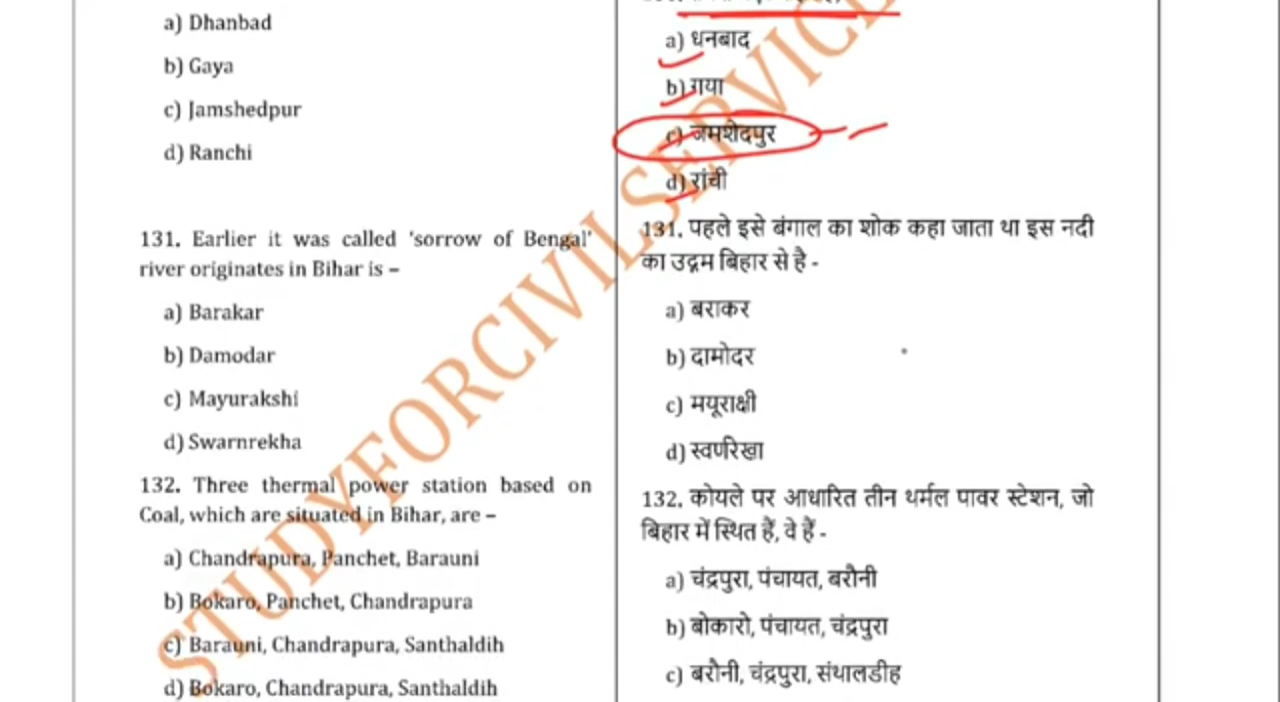 a) Dhanbad
b) Gaya
c) Jamshedpur
d) Ranchi
131. Earlier it was called 'sorrow of Bengal'
river originates in Bihar is –
a) Barakar
b) Damodar
c) Mayurakshi
d) Swarnrekha
132. Three thermal power station based on
Coal, which are situated in Bihar, are –
a) Chandrapura, Panchet, Barauni
b) Bokaro, Panchet, Chandrapura
c) Barauni, Chandrapura, Santhaldih
d) Bokaro, Chandrapura, Santhaldih
a) धनबाद
b) गया
c) जमशेदपुर
d) रांची
131. पहले इसे बंगाल का शोक कहा जाता था इस नदी
का उद्गम बिहार से है -
a) बराकर
b) दामोदर
c) मयूराक्षी
d) स्वर्णरेखा
132. कोयले पर आधारित तीन थर्मल पावर स्टेशन, जो
बिहार में स्थित हैं, वे हैं -
a) चंद्रपुरा, पंचायत, बरौनी
b) बोकारो, पंचायत, चंद्रपुरा
c) बरौनी, चंद्रपुरा, संथालडीह
STUDYFORCIVILSERVICE